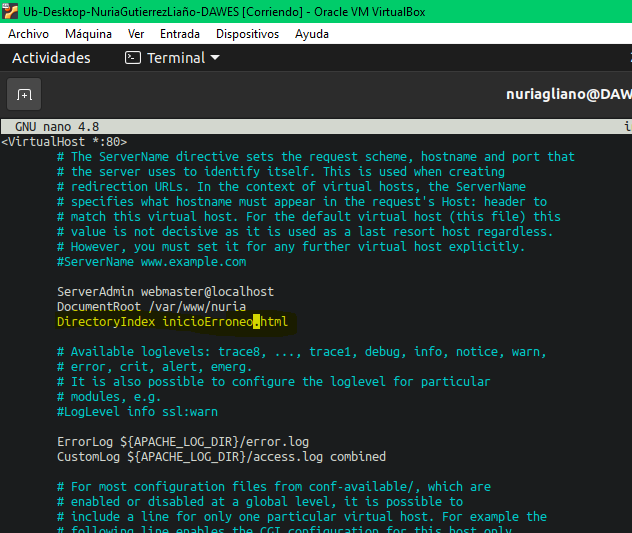 Ub-Desktop-NuriaGutierrezLiaño-DAWES [Corriendo] - Oracle VM VirtualBox
Archivo Máquina Ver Entrada Dispositivos Ayuda
Actividades Terminal
nuriagliano@DAW
GNU nano 4.8 i
<VirtualHost *:80>
# The ServerName directive sets the request scheme, hostname and port that
# the server uses to identify itself. This is used when creating
# redirection URLs. In the context of virtual hosts, the ServerName
# specifies what hostname must appear in the request's Host: header to
# match this virtual host. For the default virtual host (this file) this
# value is not decisive as it is used as a last resort host regardless.
# However, you must set it for any further virtual host explicitly.
#ServerName www.example.com
ServerAdmin webmaster@localhost
DocumentRoot /var/www/nuria
DirectoryIndex inicioErroneo.html
# Available loglevels: trace8, ..., trace1, debug, info, notice, warn,
# error, crit, alert, emerg.
# It is also possible to configure the loglevel for particular
# modules, e.g.
#LogLevel info ssl:warn
ErrorLog ${APACHE_LOG_DIR}/error.log
CustomLog ${APACHE_LOG_DIR}/access.log combined
# For most configuration files from conf-available/, which are
# enabled or disabled at a global level, it is possible to
# include a line for only one particular virtual host. For example the
# following line enables the CGI configuration for this host only